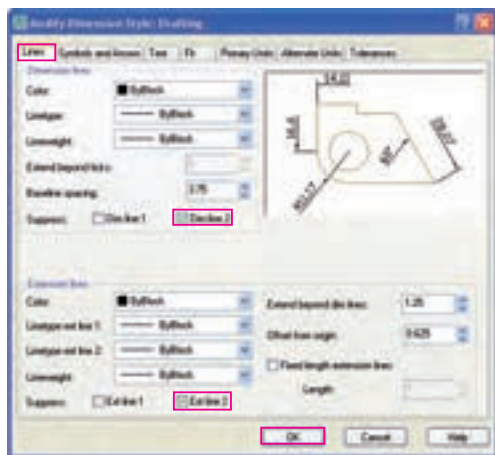 Modify Dimension Style: Drafting
Lines Symbols and Arrows Text Fit Primary Units Alternate Units Tolerances
Dimension lines
Color: ByBlock
Linetype: ByBlock
Lineweight: ByBlock
Extend beyond ticks:
Baseline spacing: 3.75
Suppress: Dim line 1 Dim line 2
Extension lines
Color: ByBlock
Linetype ext line 1: ByBlock
Linetype ext line 2: ByBlock
Lineweight: ByBlock
Suppress: Ext line 1 Ext line 2
Extend beyond dim lines: 1.25
Offset from origin: 0.625
Fixed length extension lines
Length:
OK Cancel Help